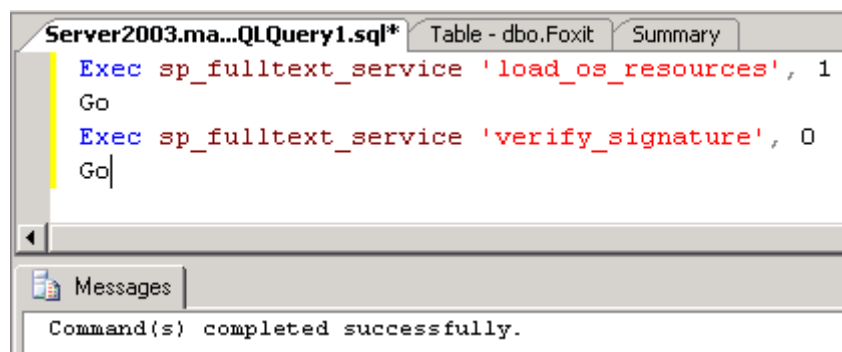 Server2003.ma...QLQuery1.sql* Table - dbo.Foxit Summary
Exec sp_fulltext_service 'load_os_resources', 1
Go
Exec sp_fulltext_service 'verify_signature', 0
Go
Messages
Command(s) completed successfully.